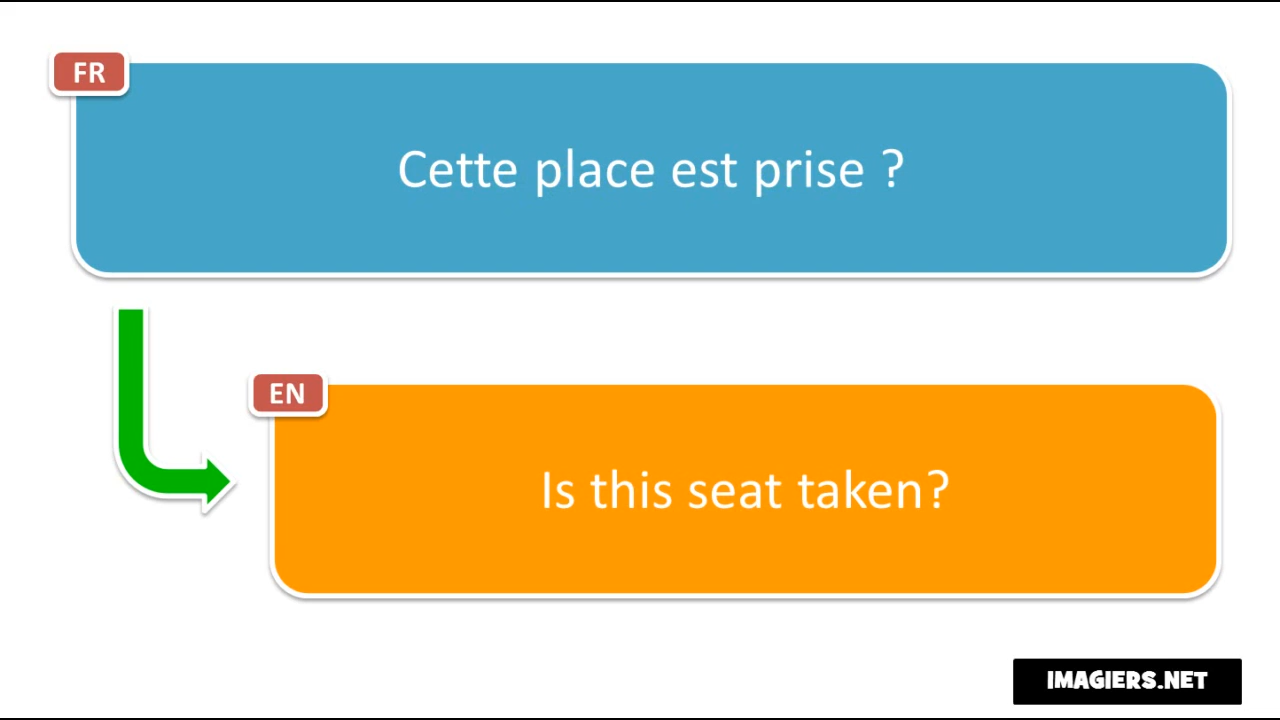 FR
Cette place est prise ?
EN
Is this seat taken?
IMAGIERS.NET